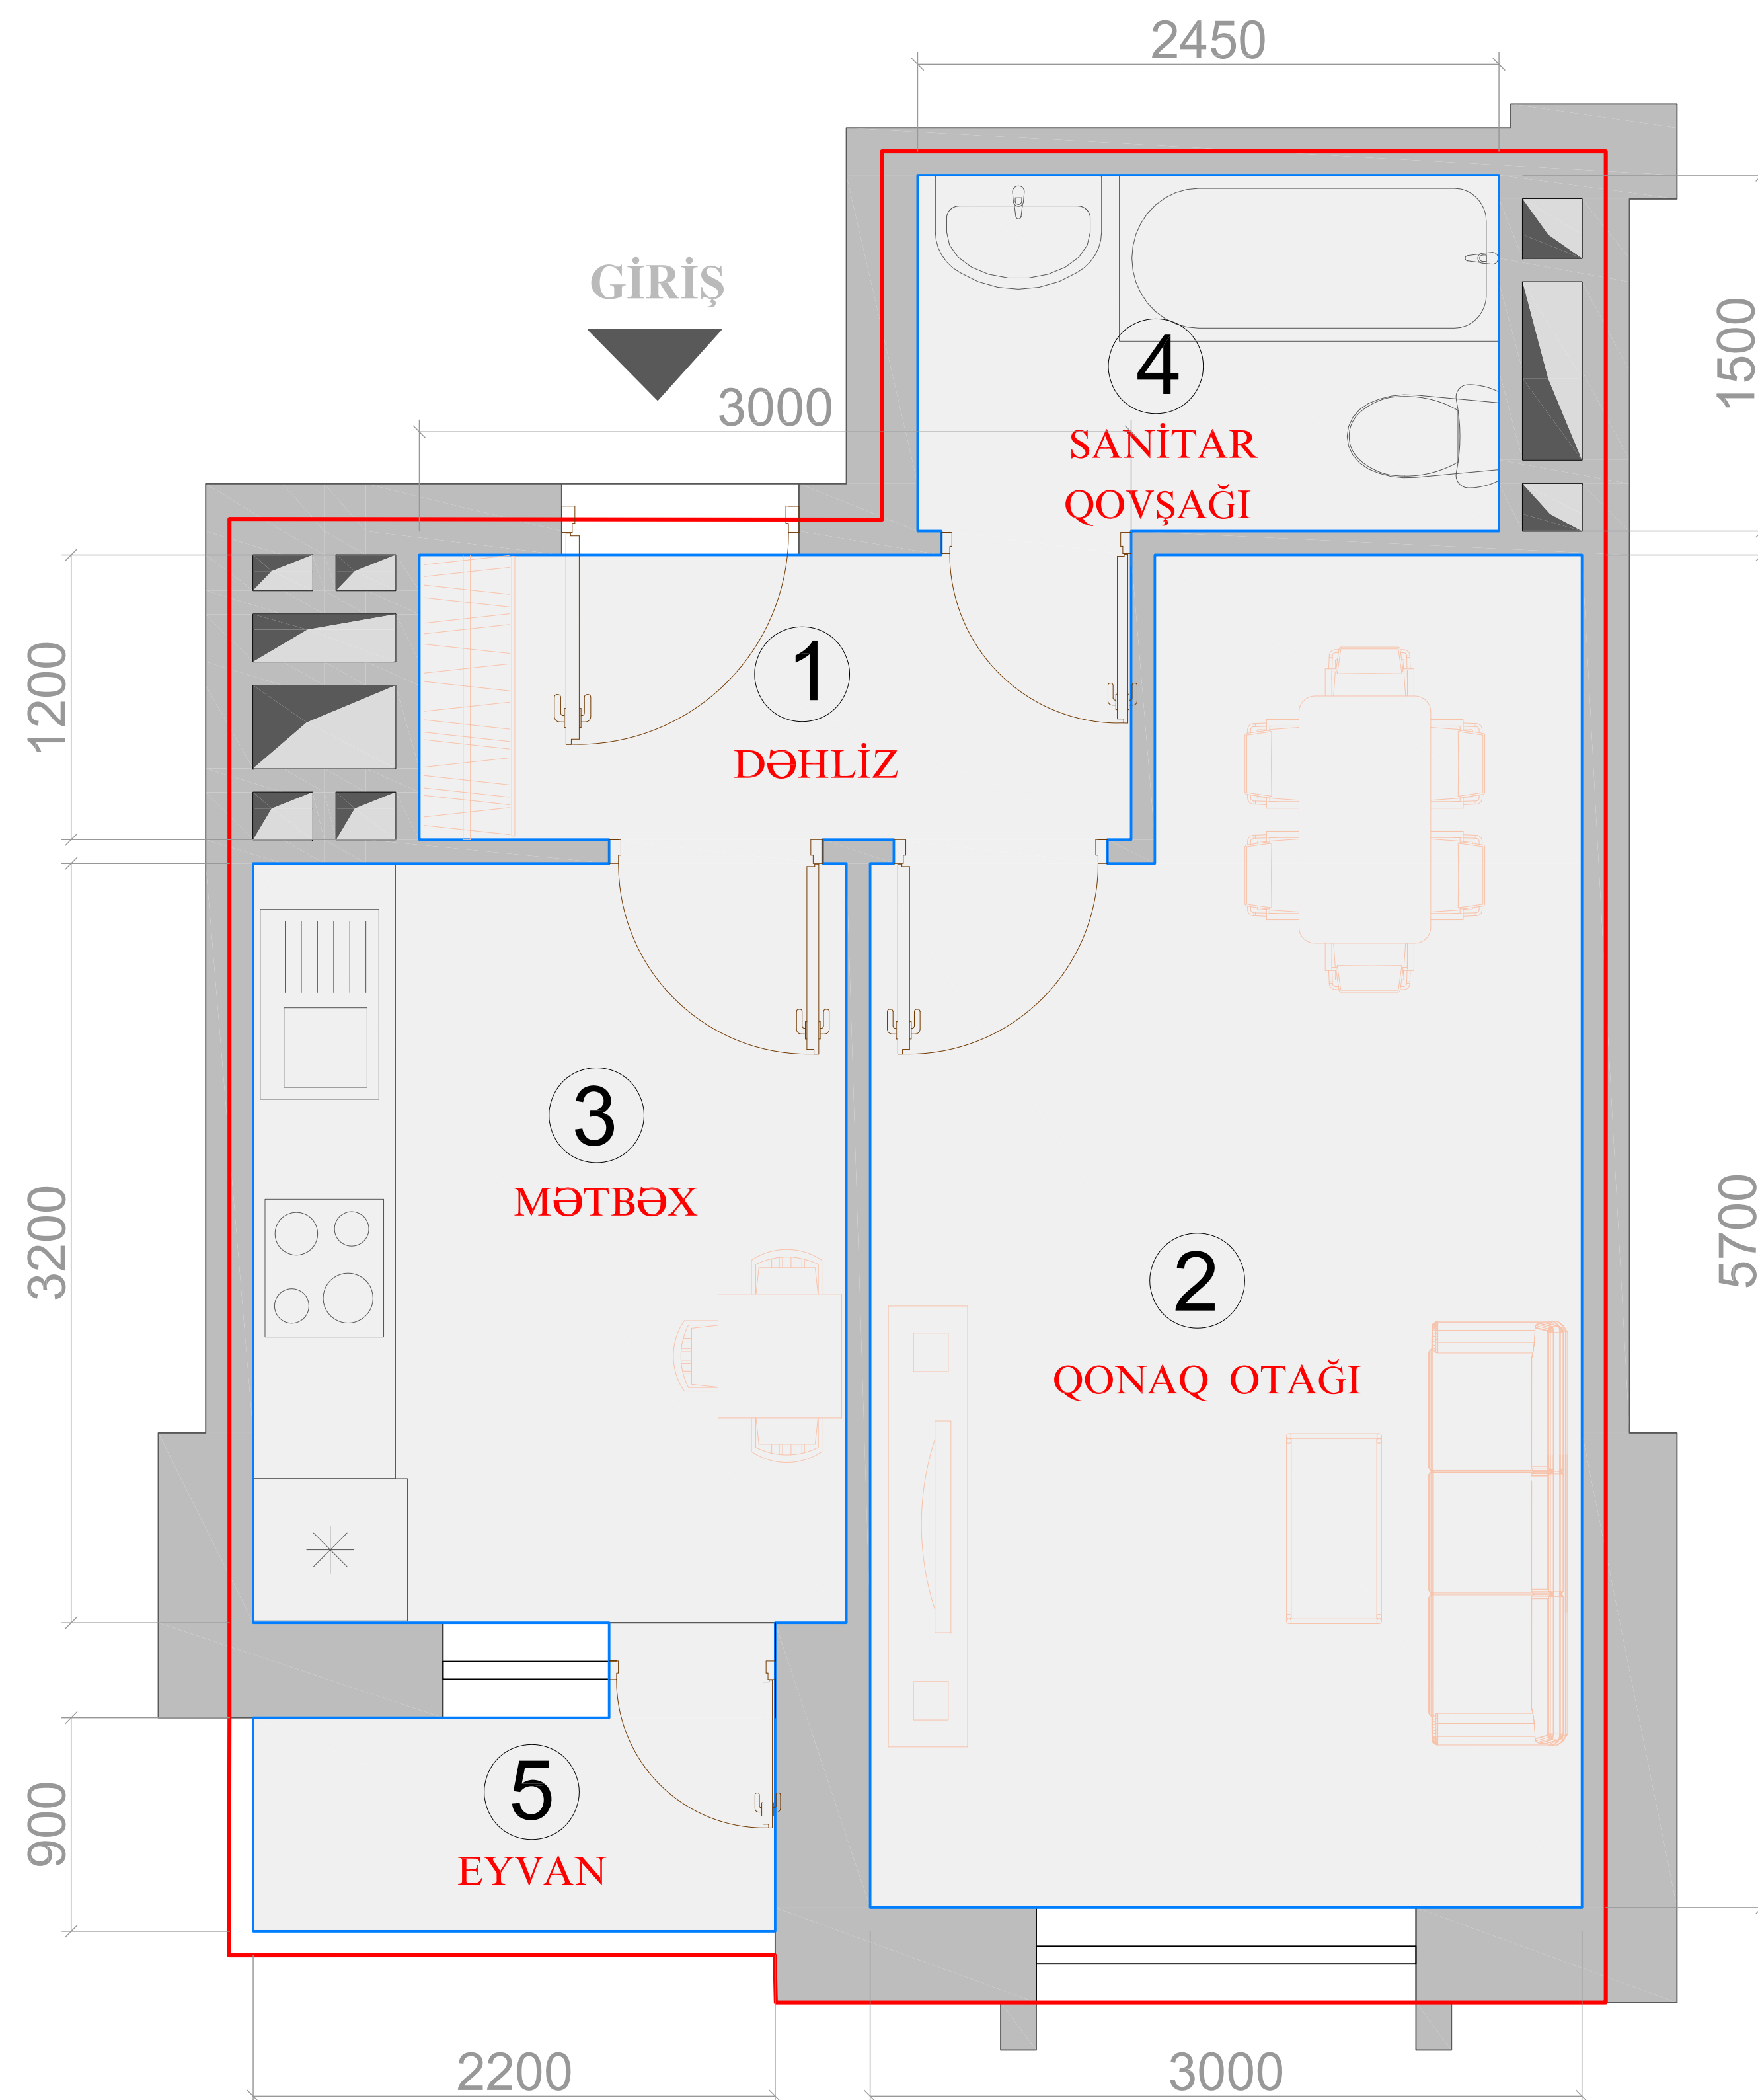 2450
GİRİŞ
3000
1500
4
SANİTAR
QOVŞAĞI
1200
1
DƏHLİZ
3200
3
MƏTBƏX
2
QONAQ OTAĞI
5700
900
5
EYVAN
2200
3000